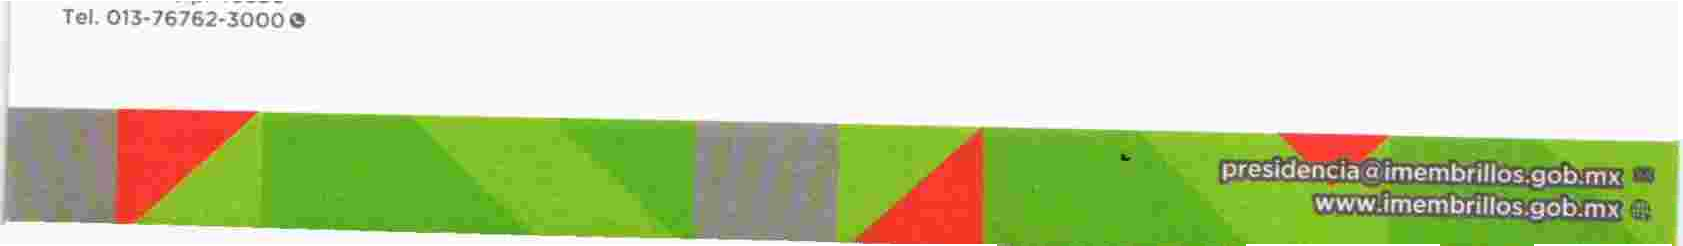 Tel. 013-76762-3000
presidencia@imembrillos.gob.mx
www.imembrillos.gob.mx